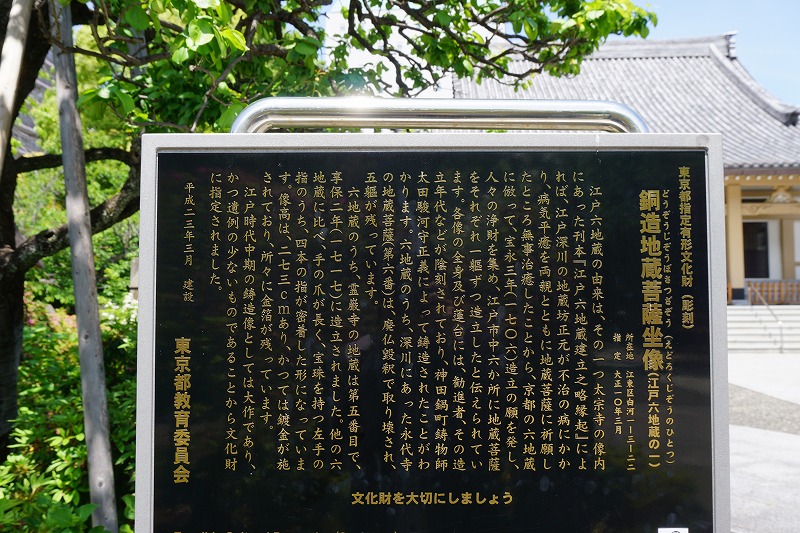 東京都指定有形文化財（彫刻）
どうぞうじぞうぼさつざぞう（えどろくじぞうのひとつ）
銅造地蔵菩薩坐像（江戸六地蔵の一）
所在地 江東区白河一-三-三二
指定 大正一〇年三月
江戸六地蔵の由来は、その一つ太宗寺の像内
にあった刊本『江戸六地蔵建立之略縁起』によ
れば、江戸深川の地蔵坊正元が不治の病にかか
り、病気平癒を両親とともに地蔵菩薩に祈願し
たところ無事治癒したことから、京都の六地蔵
に倣って、宝永三年（一七〇六）造立の願を発し、
人々の浄財を集め、江戸市中六か所に地蔵菩薩
をそれぞれ一軀ずつ造立したと伝えられてい
ます。各像の全身及び蓮台には、勧進者、その造
立年代などが陰刻されており、神田鍋町鋳物師
太田駿河守正義によって鋳造されたことがわ
かります。六地蔵のうち、深川にあった永代寺
の地蔵菩薩（第六番）は、廃仏毀釈で取り壊され、
五軀が残っています。
六地蔵のうち、霊巌寺の地蔵は第五番目で、
享保二年（一七一七）に造立されました。他の六
地蔵に比べ、手の爪が長く、宝珠を持つ左手の
指のうち、四本の指が密着した形になっていま
す。像高は、二七三cmあり、かつては鍍金が施
されており、所々に金箔が残っています。
江戸時代中期の鋳造像としては大作であり、
かつ遺例の少ないものであることから文化財
に指定されました。
平成二三年三月 建設
東京都教育委員会
文化財を大切にしましょう